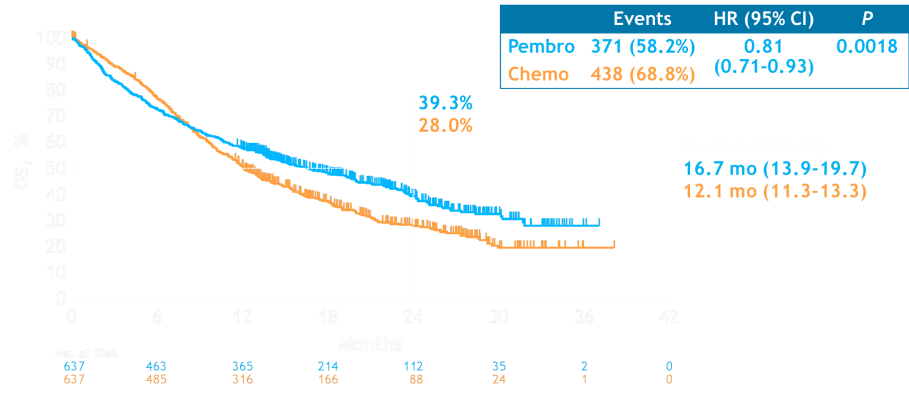 Events HR (95% CI) P
Pembro 371 (58.2%) 0.81 (0.71-0.93) 0.0018
Chemo 438 (68.8%)
39.3%
28.0%
16.7 mo (13.9-19.7)
12.1 mo (11.3-13.3)
OS, %
100
90
80
70
60
50
40
30
20
10
0
0 6 12 18 24 30 36 42
Months
No. at Risk
637 463 365 214 112 35 2 0
637 485 316 166 88 24 1 0